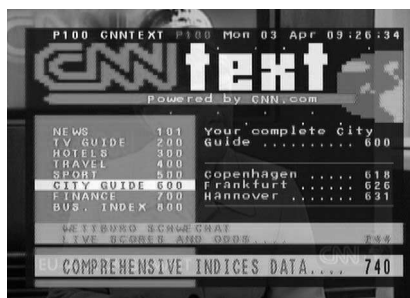 P100 CNNTEXT P100 Mon 03 Apr 09:26:34
CNN text
Powered by CNN.com
NEWS 101
TV GUIDE 200
HOTELS 300
TRAVEL 400
SPORT 500
CITY GUIDE 600
FINANCE 700
BUS. INDEX 800
Your complete City
Guide ......... 600
Copenhagen ...... 618
Frankfurt ...... 626
Hannover ....... 631
WETTBURO SCHWECHAT
LIVE SCORES AND ODDS....
COMPREHENSIVE INDICES DATA.... 740